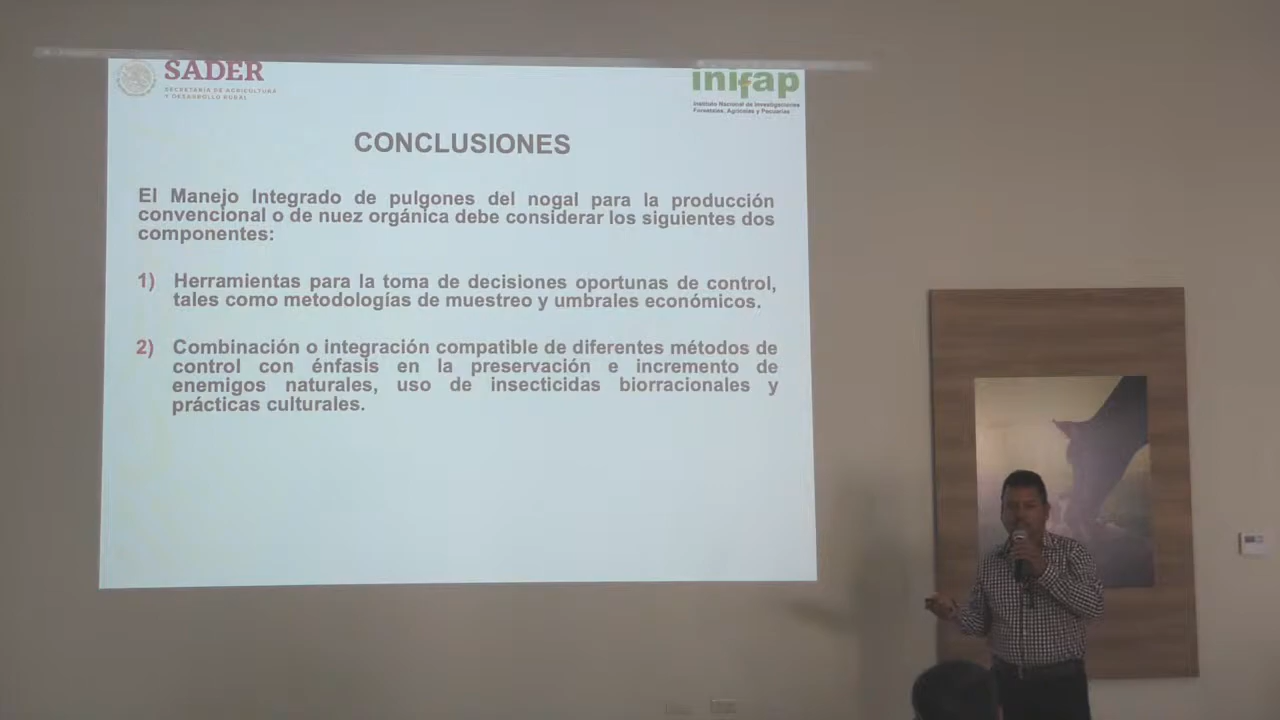 SADER
SECRETARÍA DE AGRICULTURA
Y DESARROLLO RURAL
inifap
Instituto Nacional de Investigaciones
Forestales, Agrícolas y Pecuarias
CONCLUSIONES
El Manejo Integrado de pulgones del nogal para la producción
convencional o de nuez orgánica debe considerar los siguientes dos
componentes:
1) Herramientas para la toma de decisiones oportunas de control,
tales como metodologías de muestreo y umbrales económicos.
2) Combinación o integración compatible de diferentes métodos de
control con énfasis en la preservación e incremento de
enemigos naturales, uso de insecticidas biorracionales y
prácticas culturales.